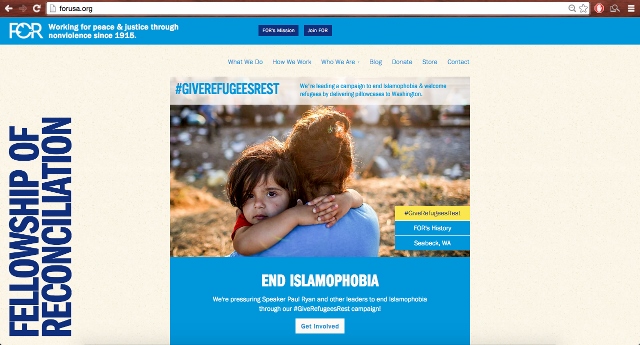 forusa.org
FOR
Working for peace & justice through
nonviolence since 1915.
FOR's Mission
Join FOR
What We Do
How We Work
Who We Are
Blog
Donate
Store
Contact
#GIVEREFUGEESREST
We're leading a campaign to end Islamophobia & welcome
refugees by delivering pillowcases to Washington.
FELLOWSHIP OF
RECONCILIATION
#GiveRefugeesRest
FOR's History
Seabeck, WA
END ISLAMOPHOBIA
We're pressuring Speaker Paul Ryan and other leaders to end Islamophobia
through our #GiveRefugeesRest campaign!
Get Involved